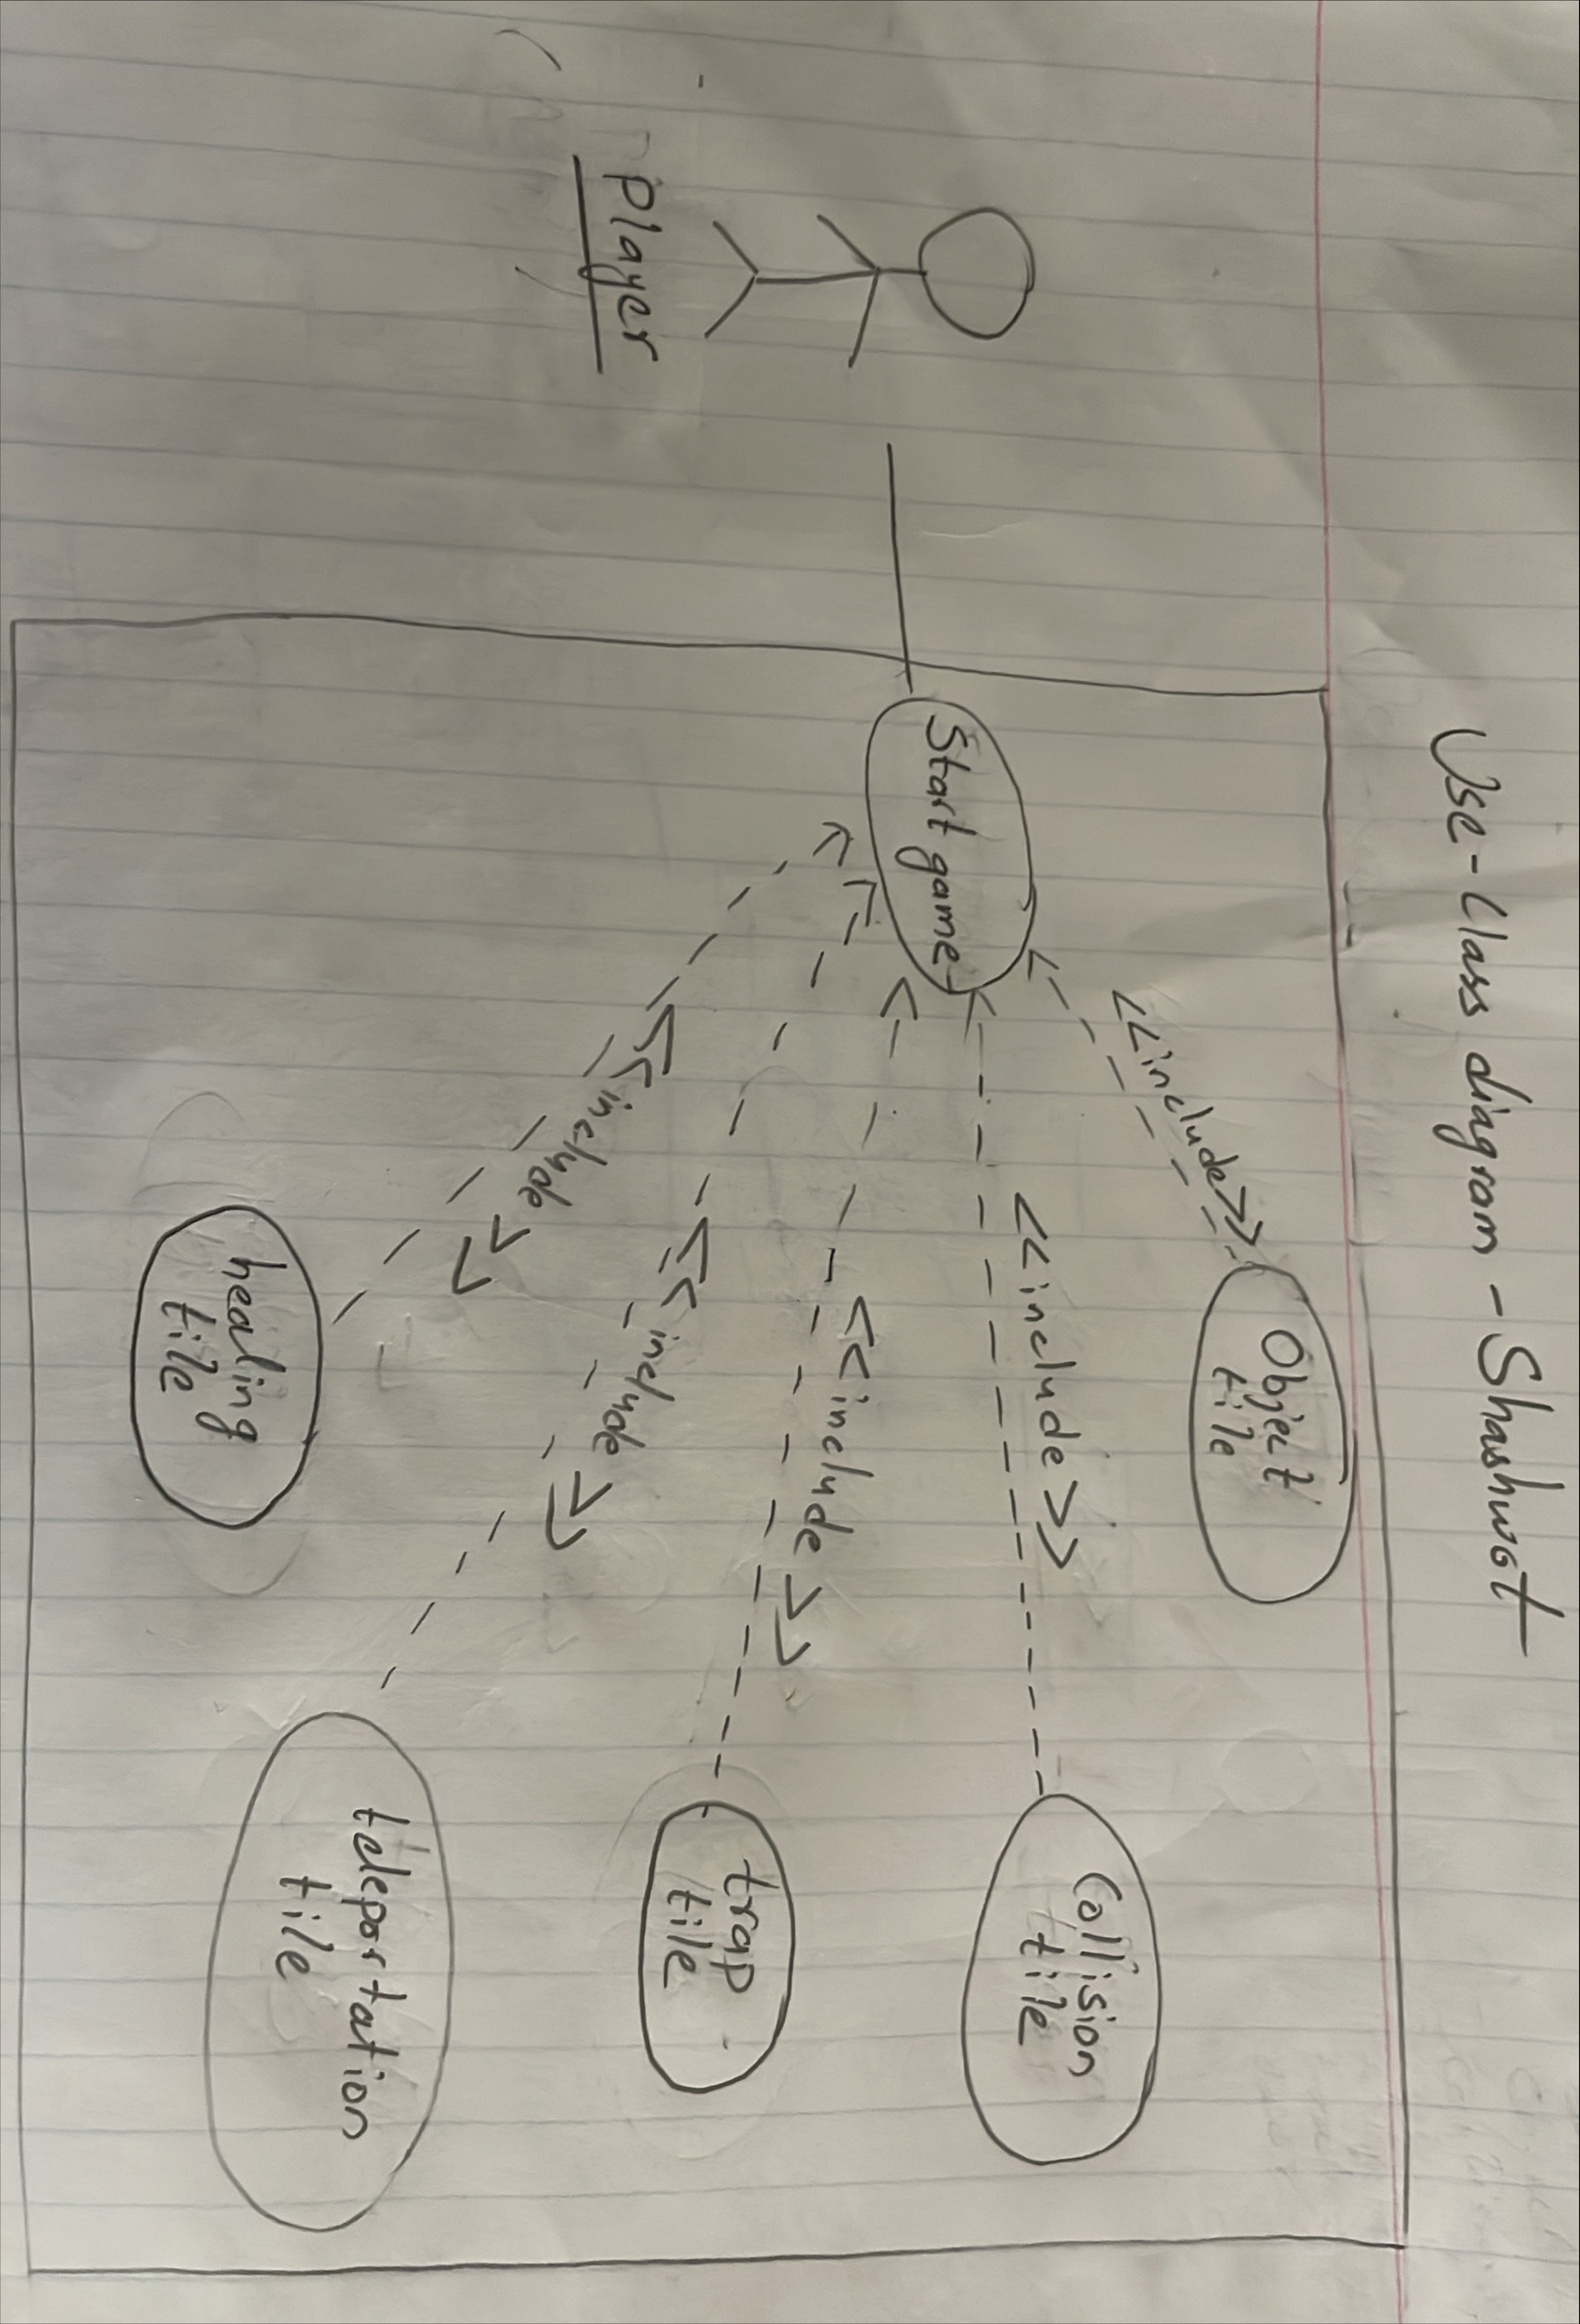 Use-Class diagram - Shashwat
Player
Start game
<<include>>
Object
tile
<<include>>
Collision
tile
<<include>>
trap
tile
<<include>>
teleportation
tile
<<include>>
healing
tile